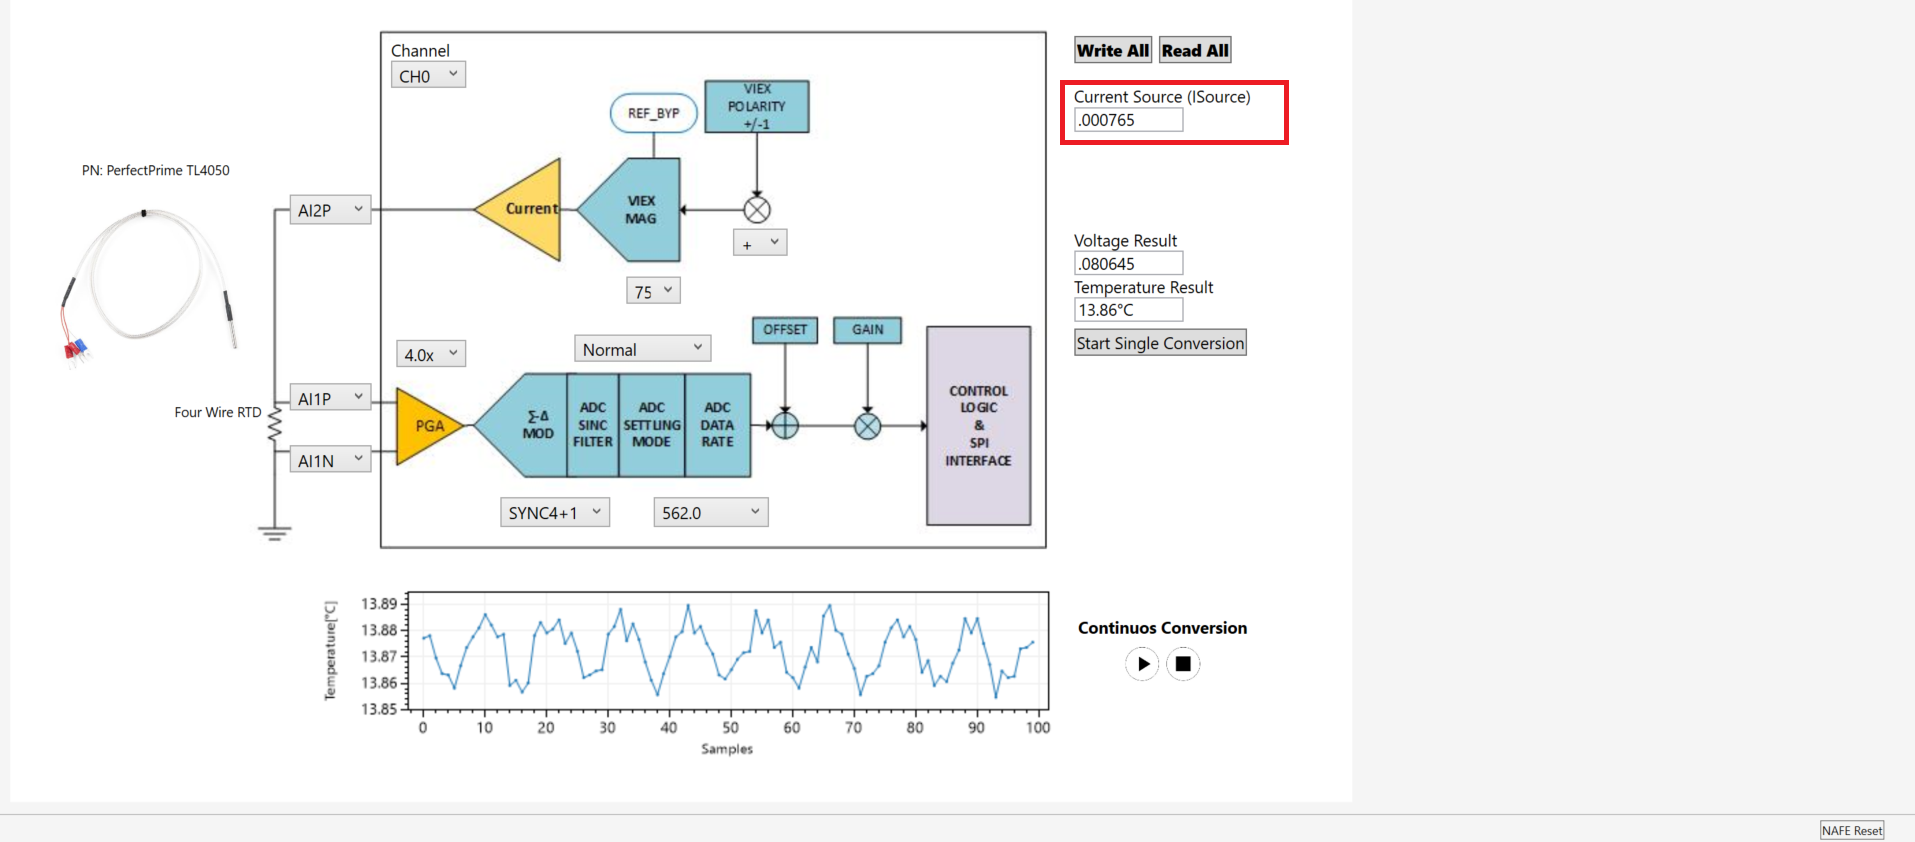 Channel
CH0
Write All
Read All
Current Source (ISource)
.000765
REF_BYP
VIEX
POLARITY
+/-1
PN: PerfectPrime TL4050
AI2P
Current
VIEX
MAG
+
75
Voltage Result
.080645
Temperature Result
13.86°C
Start Single Conversion
4.0x
Normal
OFFSET
GAIN
Four Wire RTD
AI1P
AI1N
PGA
Σ-Δ
MOD
ADC
SINC
FILTER
ADC
SETTLING
MODE
ADC
DATA
RATE
CONTROL
LOGIC
&
SPI
INTERFACE
SYNC4+1
562.0
Temperature[°C]
13.89
13.88
13.87
13.86
13.85
0 10 20 30 40 50 60 70 80 90 100
Samples
Continuos Conversion
NAFE Reset